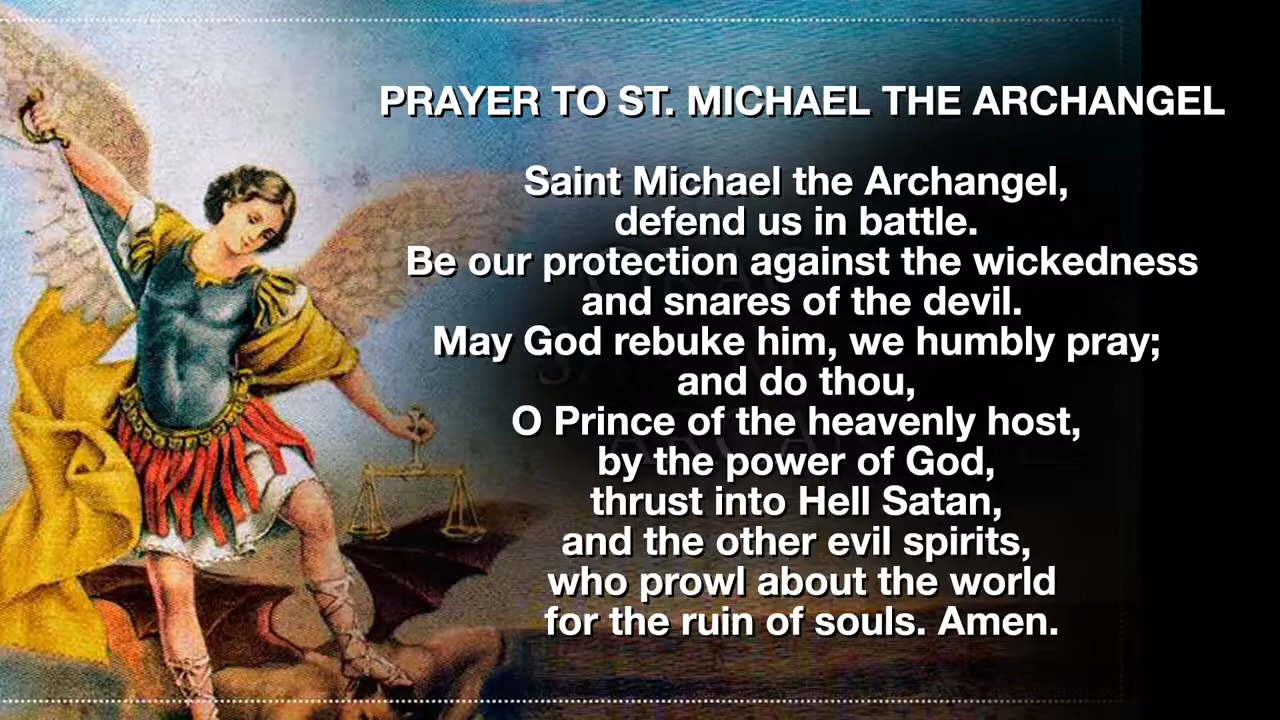 PRAYER TO ST. MICHAEL THE ARCHANGEL
Saint Michael the Archangel,
defend us in battle.
Be our protection against the wickedness
and snares of the devil.
May God rebuke him, we humbly pray;
and do thou,
O Prince of the heavenly host,
by the power of God,
thrust into Hell Satan,
and the other evil spirits,
who prowl about the world
for the ruin of souls. Amen.